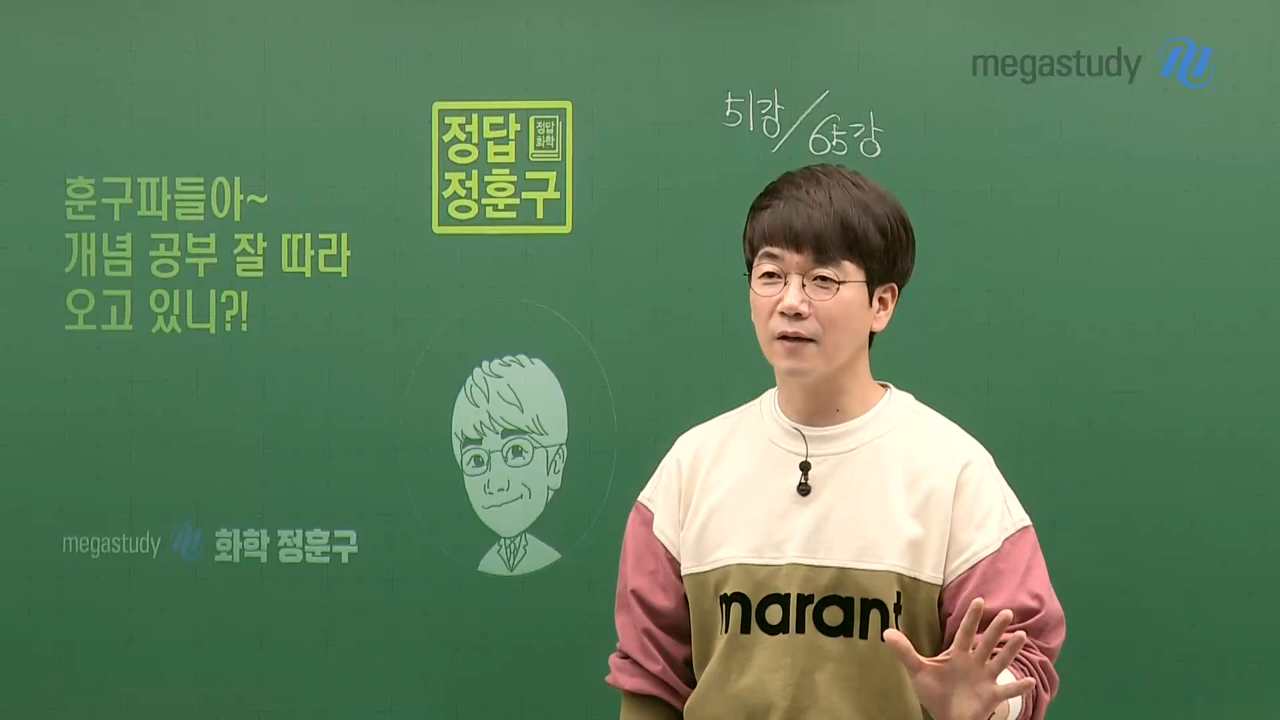 megastudy
51강/65강
정답 정답 화학
정훈구
훈구파들아~
개념 공부 잘 따라
오고 있니?!
megastudy 화학 정훈구
marant